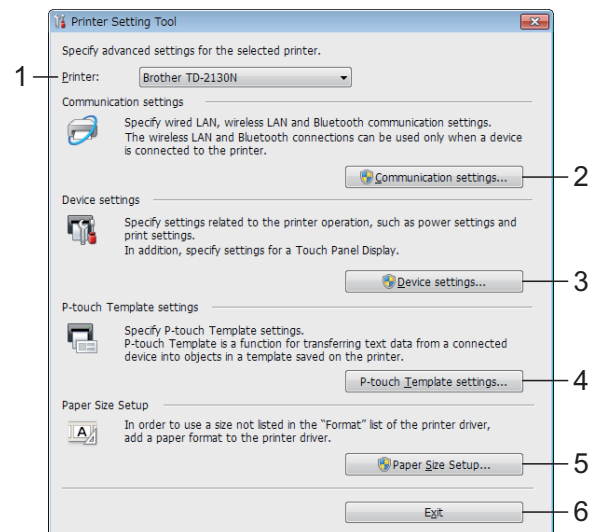 Printer Setting Tool
Specify advanced settings for the selected printer.
1
Printer: Brother TD-2130N
Communication settings
Specify wired LAN, wireless LAN and Bluetooth communication settings.
The wireless LAN and Bluetooth connections can be used only when a device
is connected to the printer.
Communication settings... 2
Device settings
Specify settings related to the printer operation, such as power settings and
print settings.
In addition, specify settings for a Touch Panel Display.
Device settings... 3
P-touch Template settings
Specify P-touch Template settings.
P-touch Template is a function for transferring text data from a connected
device into objects in a template saved on the printer.
P-touch Template settings... 4
Paper Size Setup
A
In order to use a size not listed in the "Format" list of the printer driver,
add a paper format to the printer driver.
Paper Size Setup... 5
Exit 6